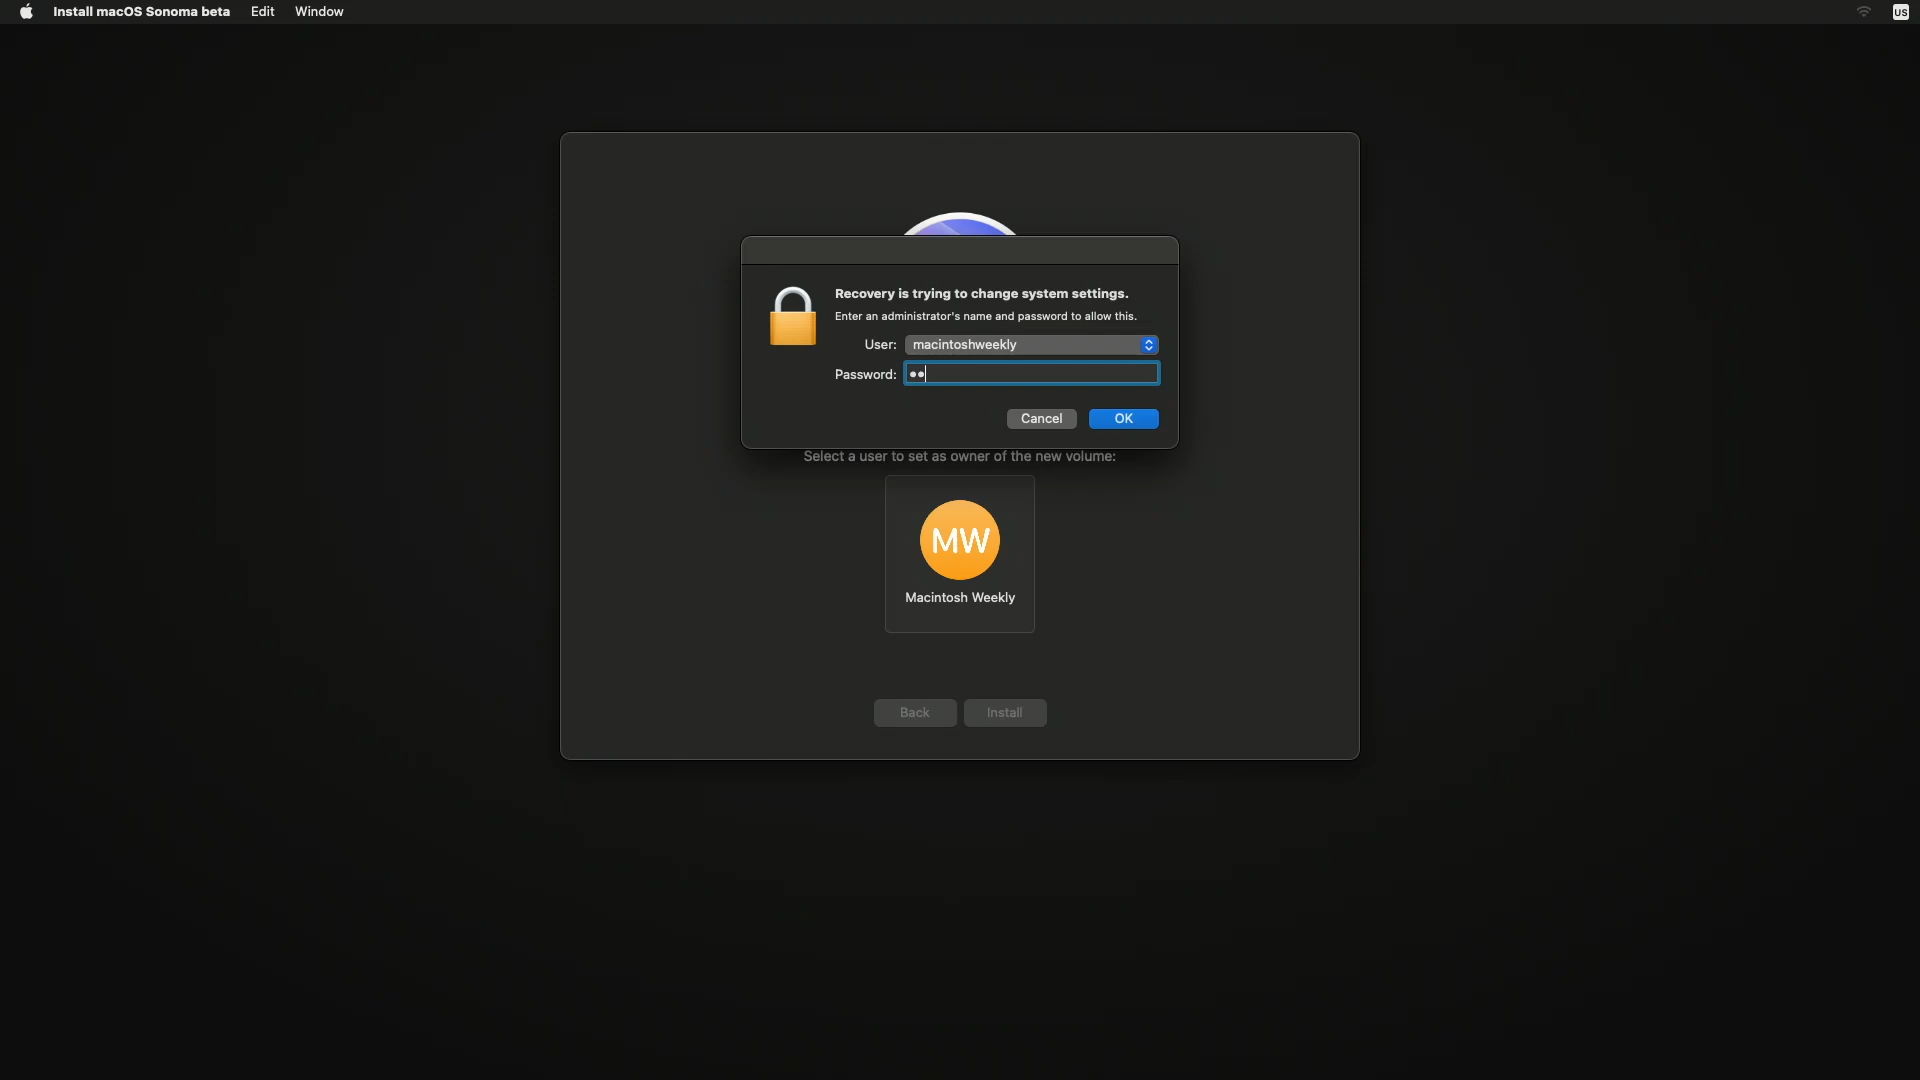 Install macOS Sonoma beta Edit Window US
Recovery is trying to change system settings.
Enter an administrator's name and password to allow this.
User: macintoshweekly
Password: ••
Cancel OK
Select a user to set as owner of the new volume:
MW
Macintosh Weekly
Back Install